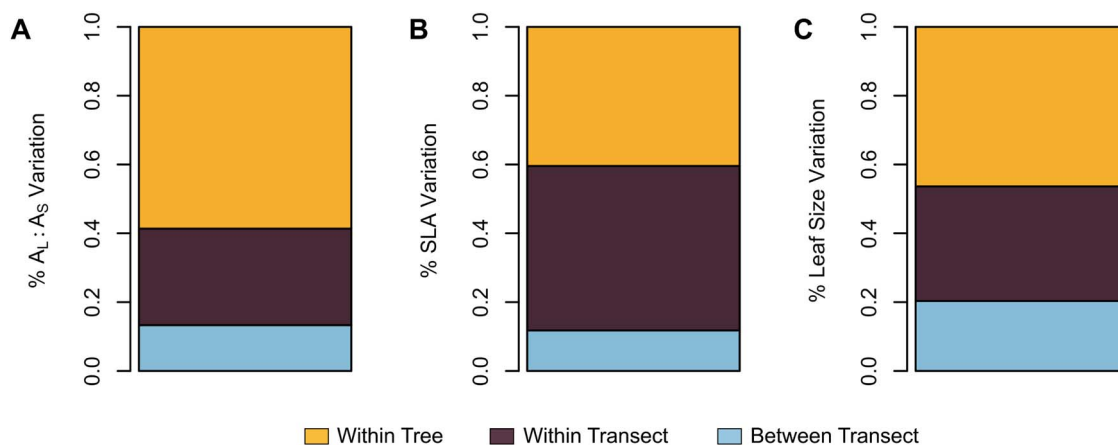 A
% A_L : A_S Variation
0.0 0.2 0.4 0.6 0.8 1.0
B
% SLA Variation
0.0 0.2 0.4 0.6 0.8 1.0
C
% Leaf Size Variation
0.0 0.2 0.4 0.6 0.8 1.0
Within Tree Within Transect Between Transect